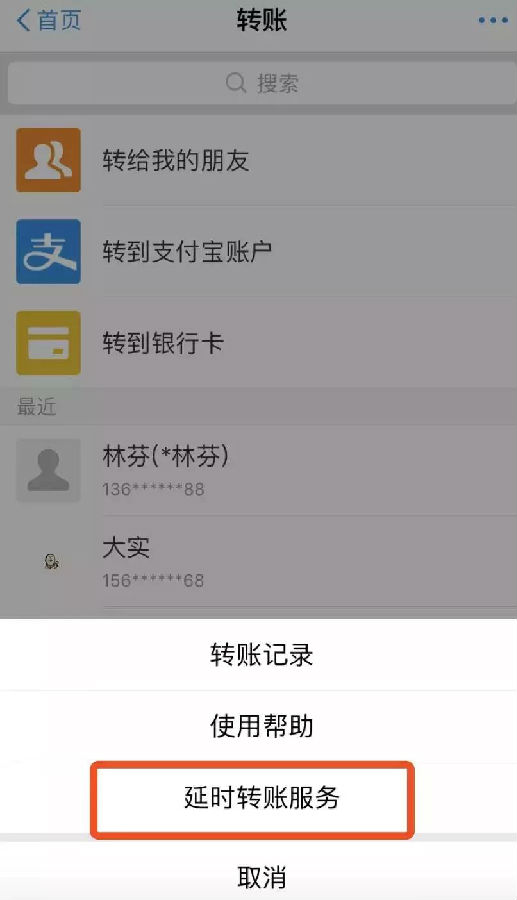 首页
转账
搜索
转给我的朋友
支
转到支付宝账户
转到银行卡
最近
林芬(*林芬)
136******88
大实
156******68
转账记录
使用帮助
延时转账服务
取消